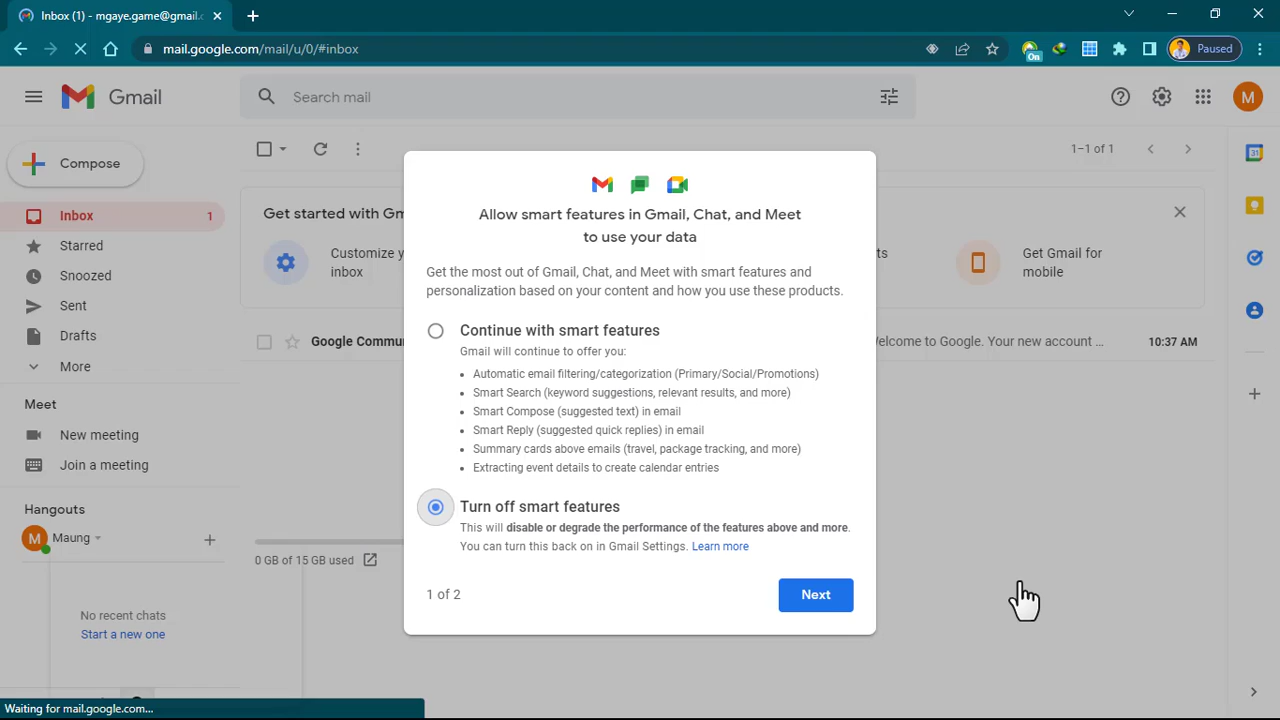 Inbox (1) - mgaye.game@gmail.
mail.google.com/mail/u/0/#inbox
On
Paused
Gmail
Search mail
M
Compose
1–1 of 1
31
Inbox
1
Starred
Snoozed
Sent
Drafts
More
Meet
New meeting
Join a meeting
Hangouts
M
Maung
No recent chats
Start a new one
Get started with Gm
Customize y
inbox
ts
Get Gmail for
mobile
Google Commu
elcome to Google. Your new account …
10:37 AM
0 GB of 15 GB used
Allow smart features in Gmail, Chat, and Meet
to use your data
Get the most out of Gmail, Chat, and Meet with smart features and
personalization based on your content and how you use these products.
Continue with smart features
Gmail will continue to offer you:
• Automatic email filtering/categorization (Primary/Social/Promotions)
• Smart Search (keyword suggestions, relevant results, and more)
• Smart Compose (suggested text) in email
• Smart Reply (suggested quick replies) in email
• Summary cards above emails (travel, package tracking, and more)
• Extracting event details to create calendar entries
Turn off smart features
This will disable or degrade the performance of the features above and more.
You can turn this back on in Gmail Settings. Learn more
1 of 2
Next
Waiting for mail.google.com...